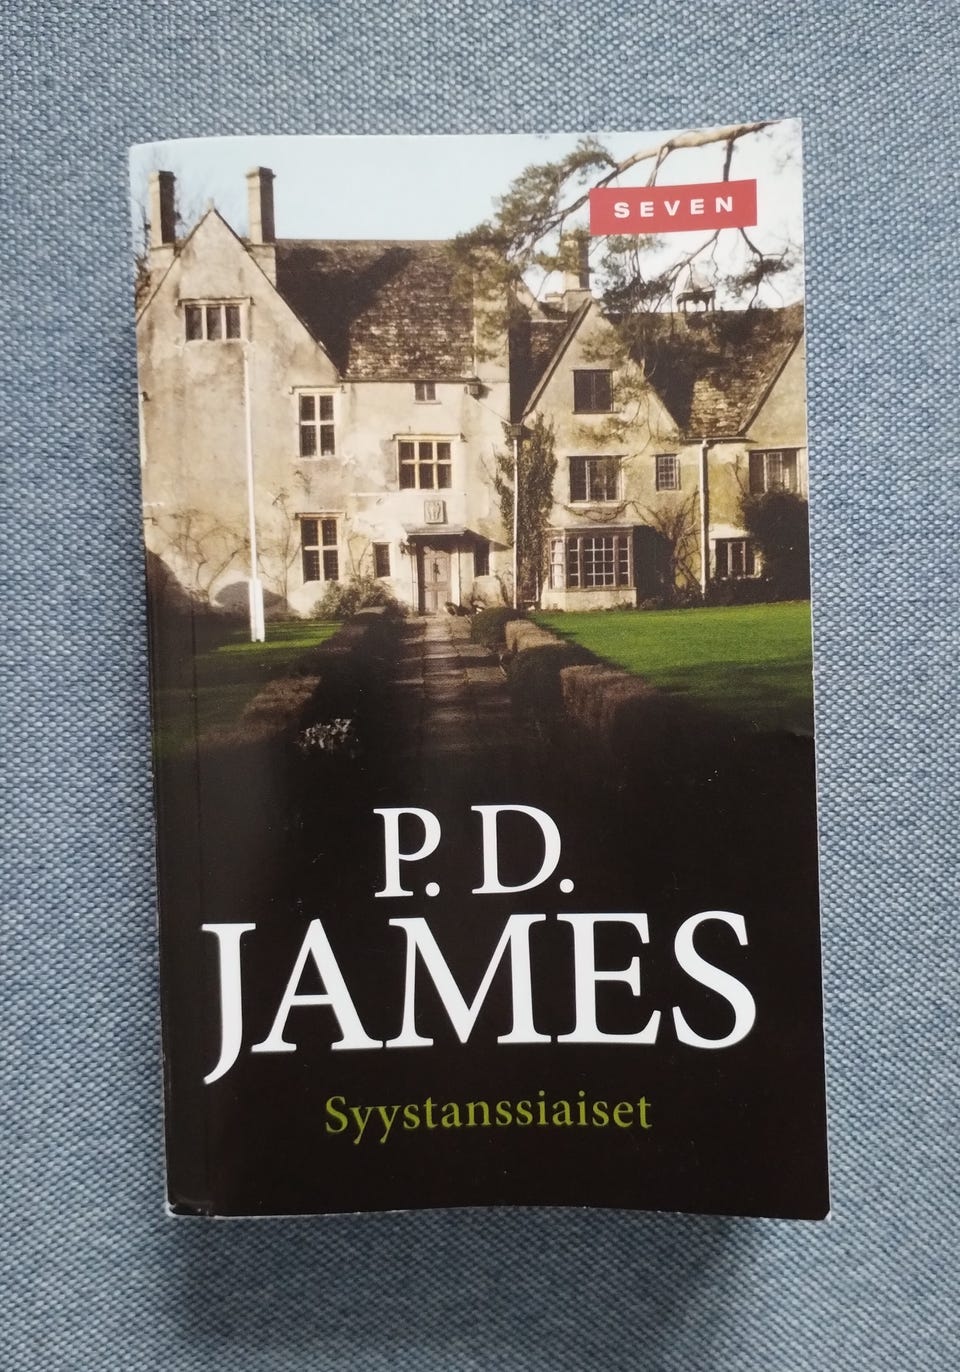 SEVEN
P. D.
JAMES
Syystanssiaiset